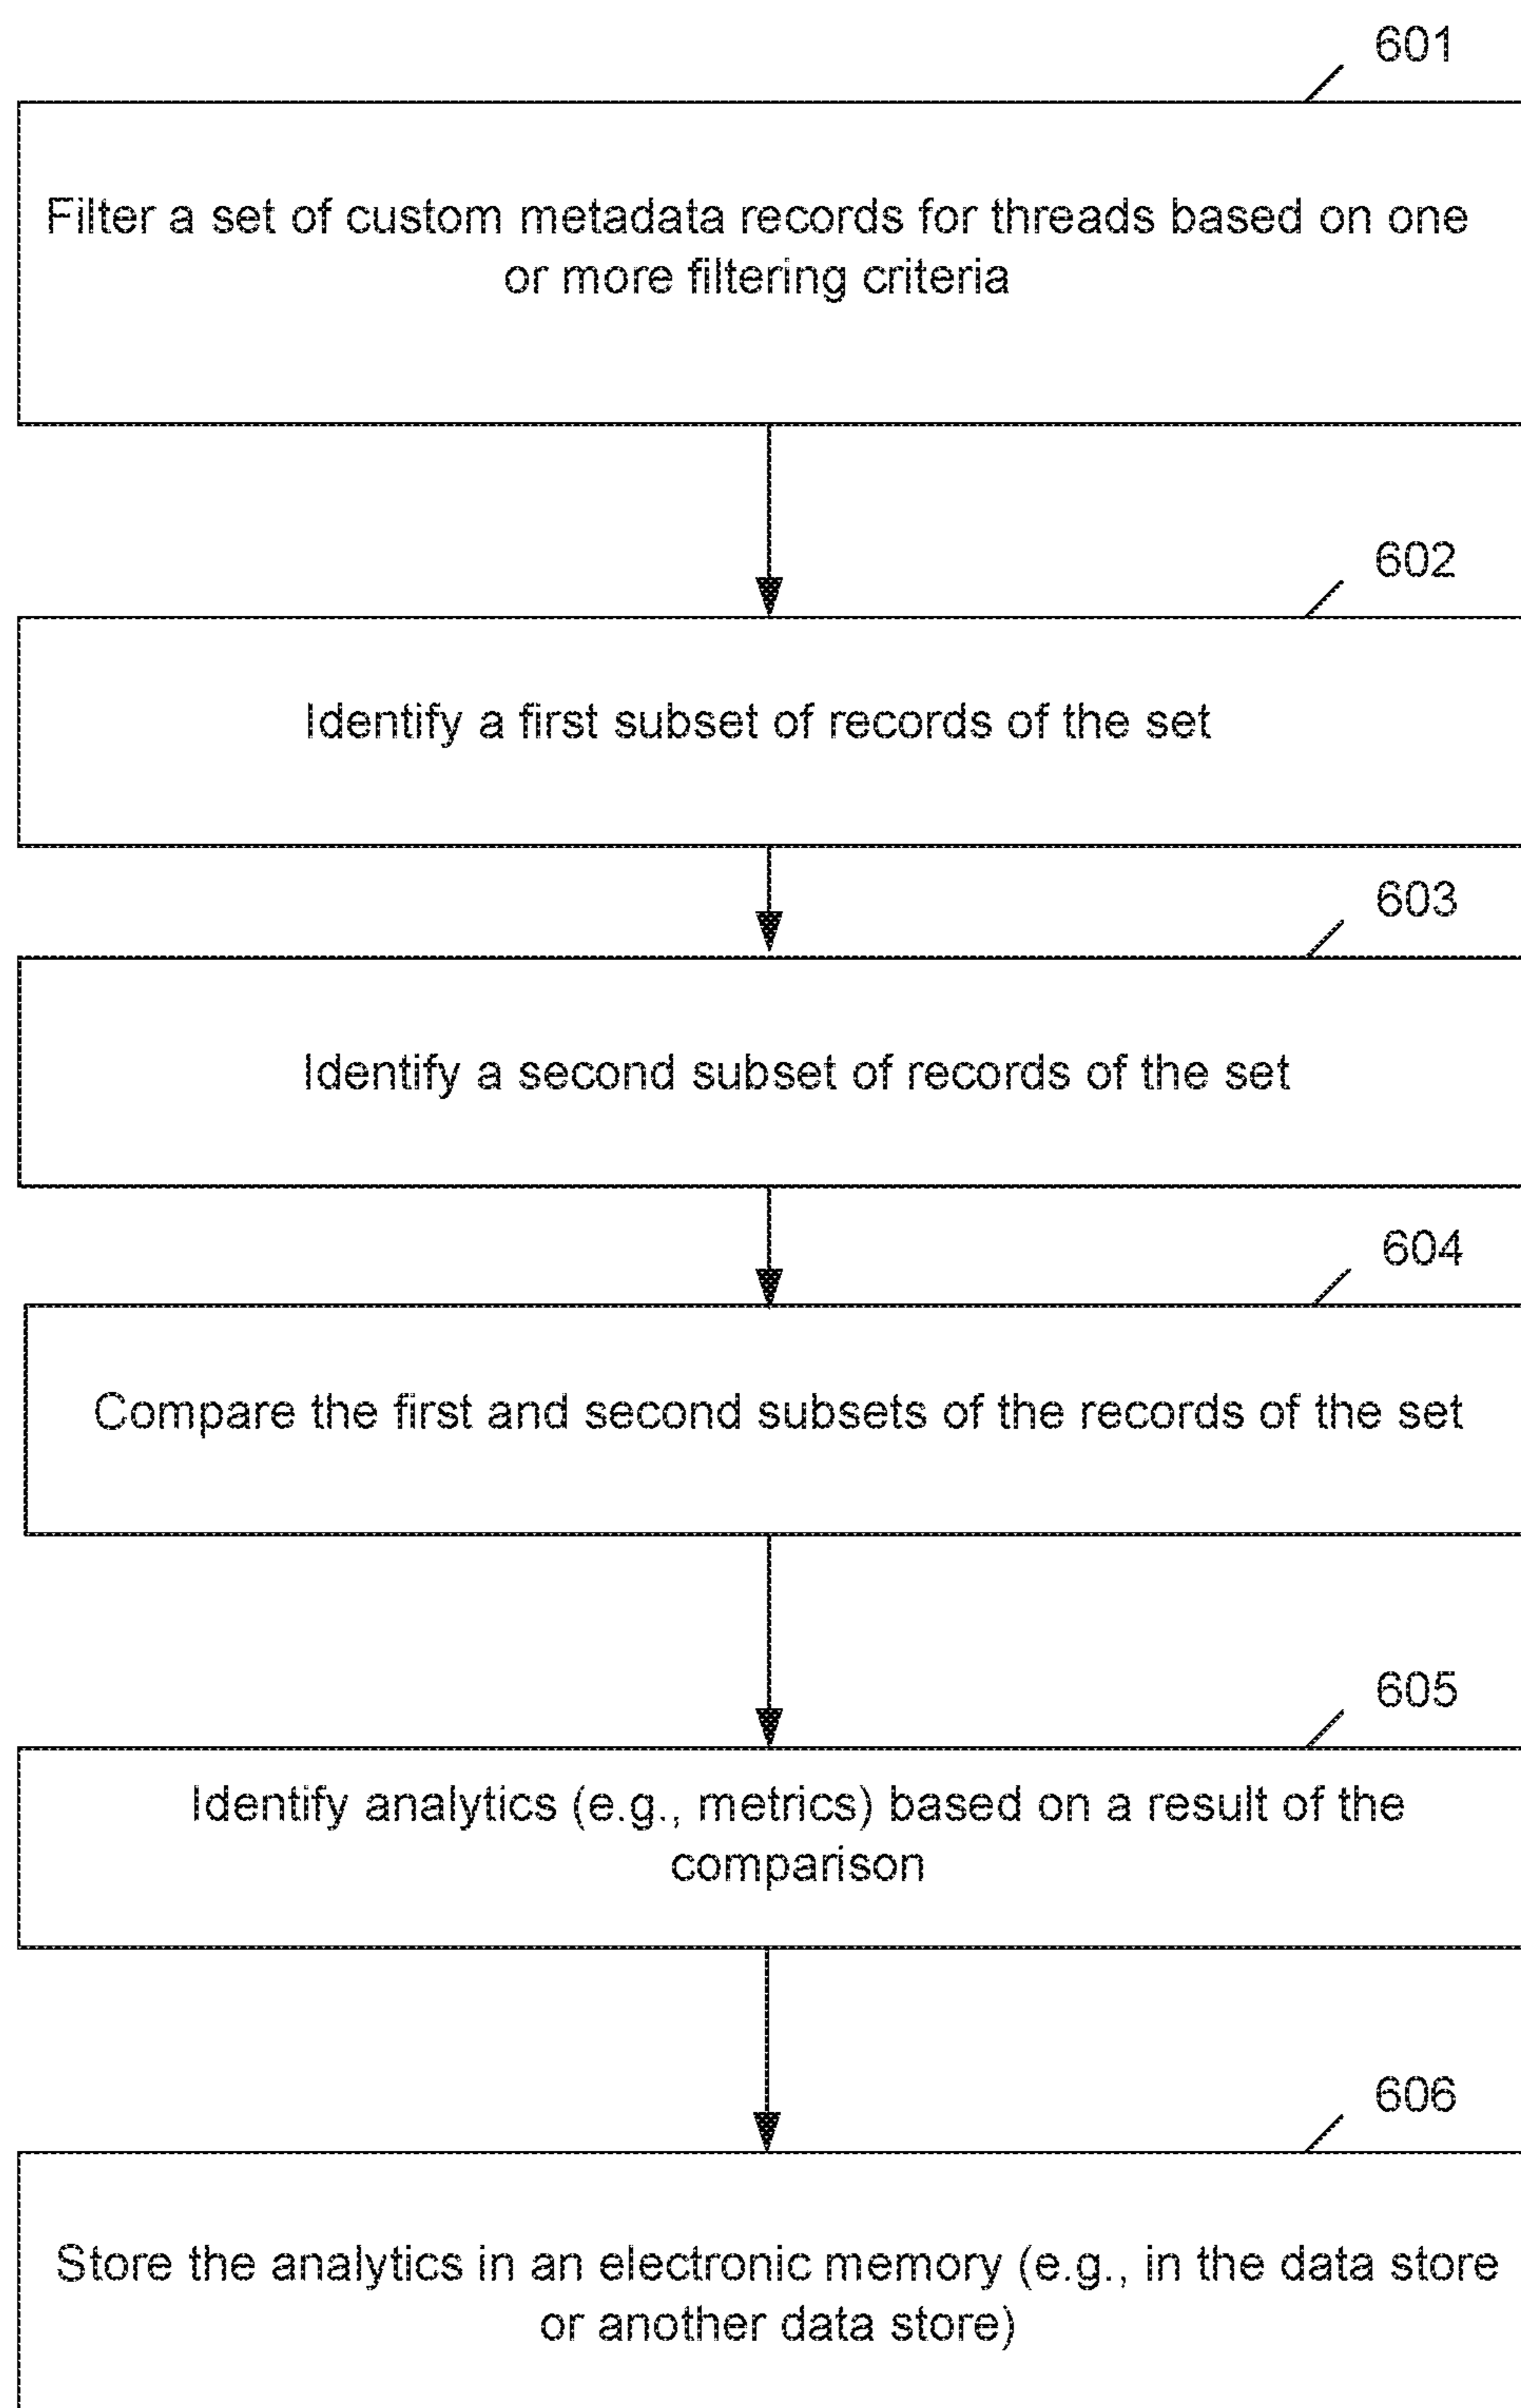 601
Filter a set of custom metadata records for threads based on one
or more filtering criteria
602
Identify a first subset of records of the set
603
Identify a second subset of records of the set
604
Compare the first and second subsets of the records of the set
605
Identify analytics (e.g., metrics) based on a result of the
comparison
606
Store the analytics in an electronic memory (e.g., in the data store
or another data store)